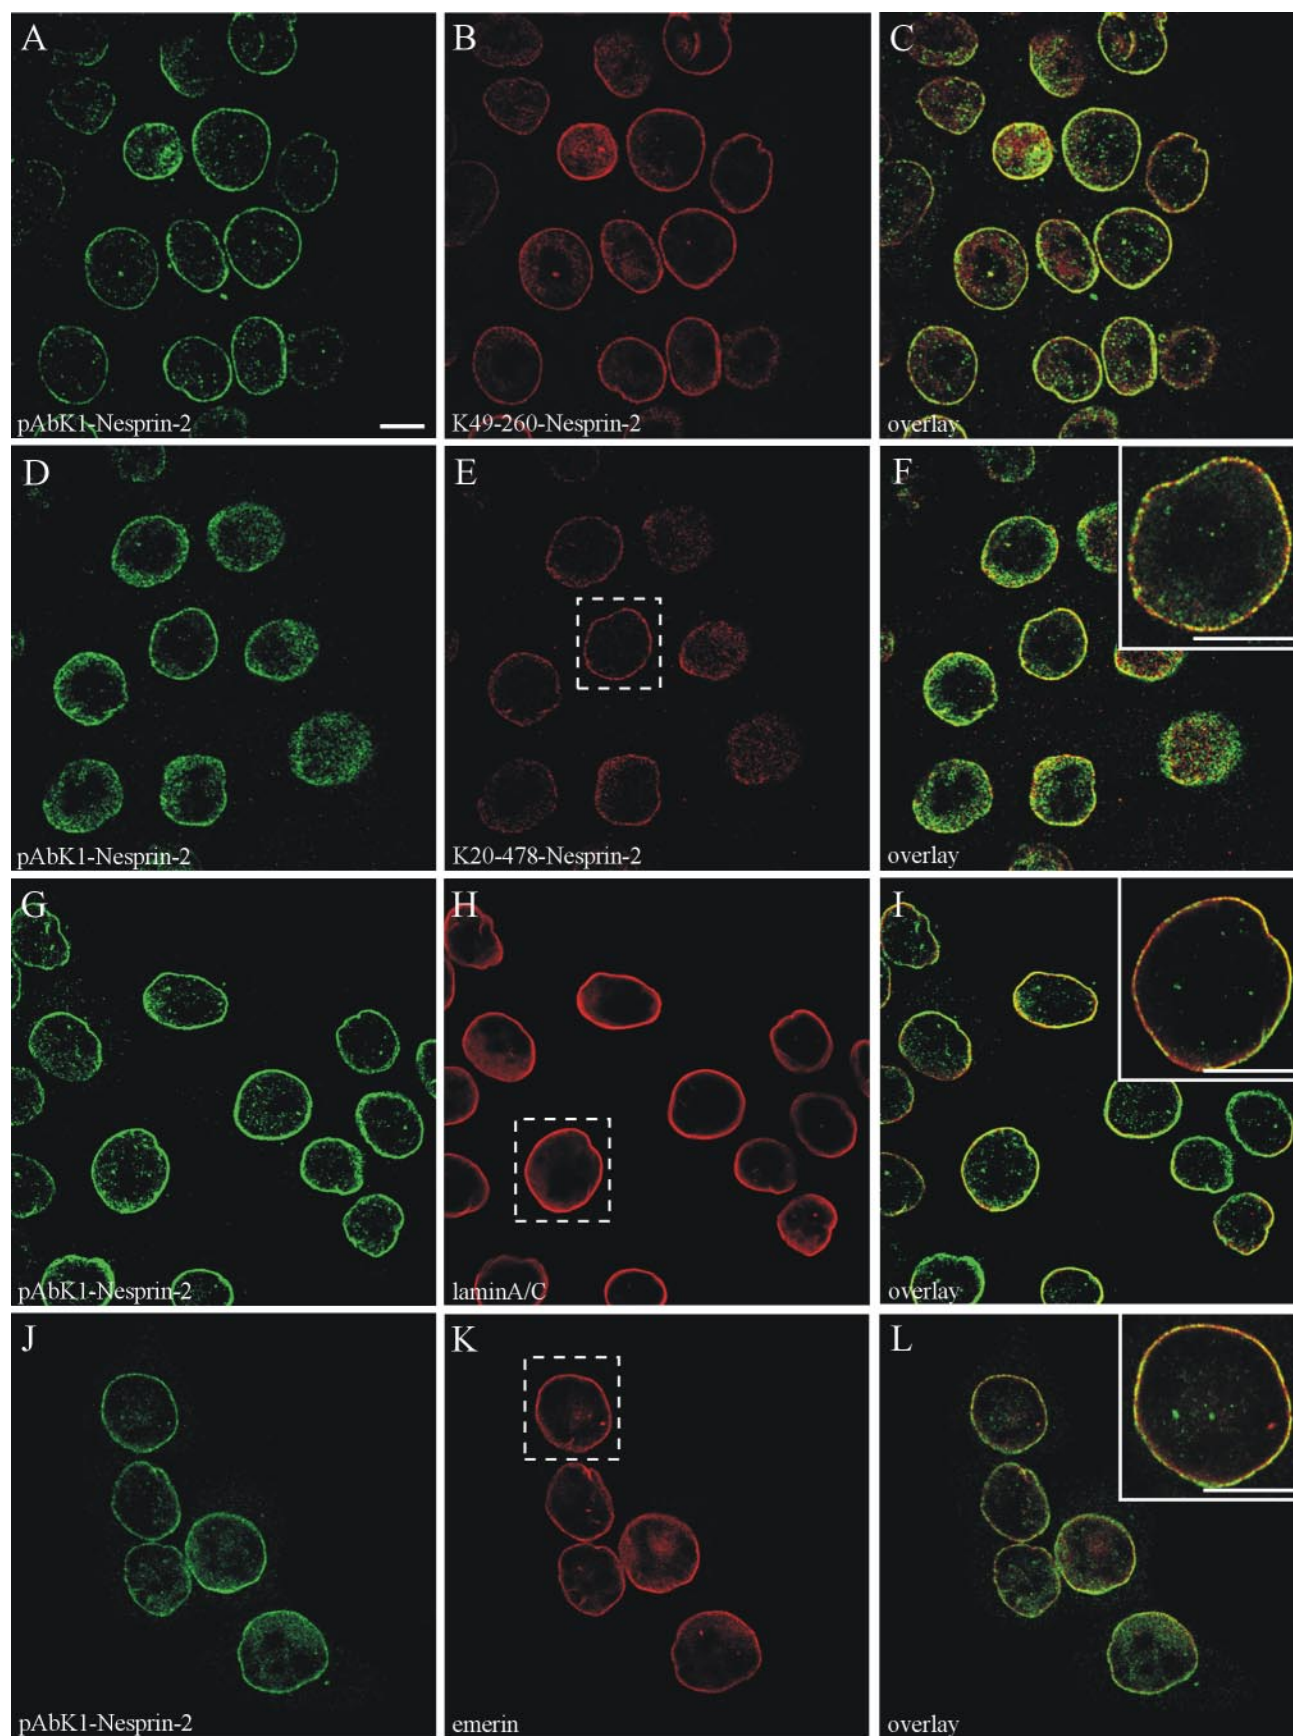 A B C
pAbK1-Nesprin-2 K49-260-Nesprin-2 overlay
D E F
pAbK1-Nesprin-2 K20-478-Nesprin-2 overlay
G H I
pAbK1-Nesprin-2 laminA/C overlay
J K L
pAbK1-Nesprin-2 emerin overlay